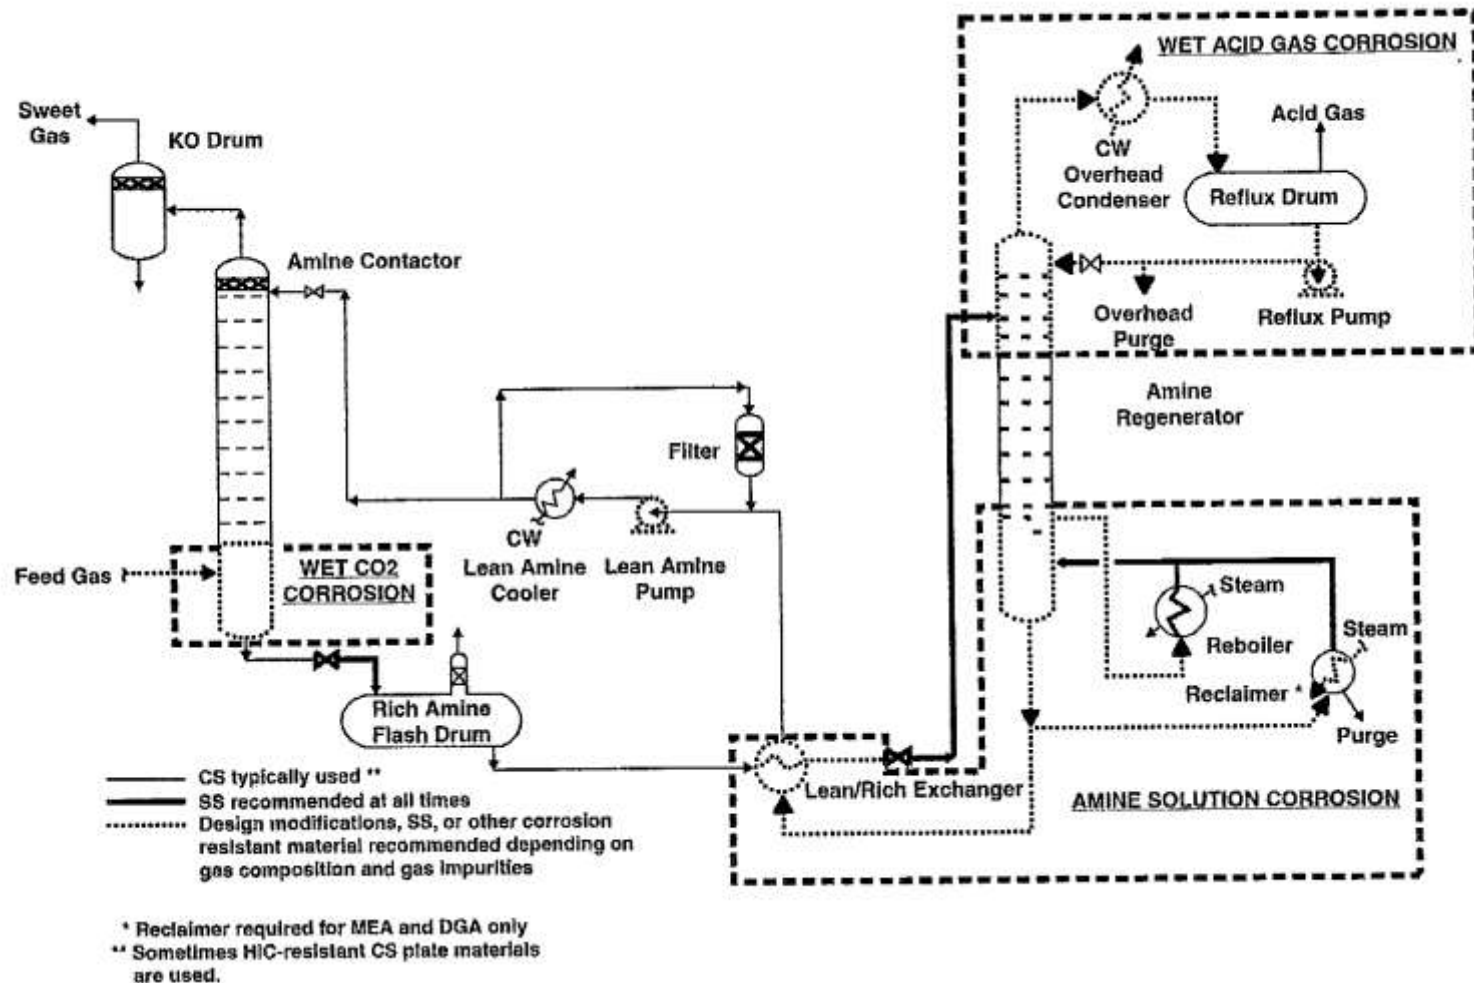 WET ACID GAS CORROSION
Sweet
Gas
KO Drum
Acid Gas
CW
Overhead
Condenser
Reflux Drum
Amine Contactor
Overhead
Purge
Reflux Pump
Amine
Regenerator
Filter
CW
Lean Amine
Cooler
Lean Amine
Pump
Feed Gas
WET CO2
CORROSION
Steam
Reboiler
Steam
Reclaimer *
Purge
Rich Amine
Flash Drum
Lean/Rich Exchanger
AMINE SOLUTION CORROSION
CS typically used **
SS recommended at all times
Design modifications, SS, or other corrosion
resistant material recommended depending on
gas composition and gas impurities
* Reclaimer required for MEA and DGA only
** Sometimes HIC-resistant CS plate materials
are used.